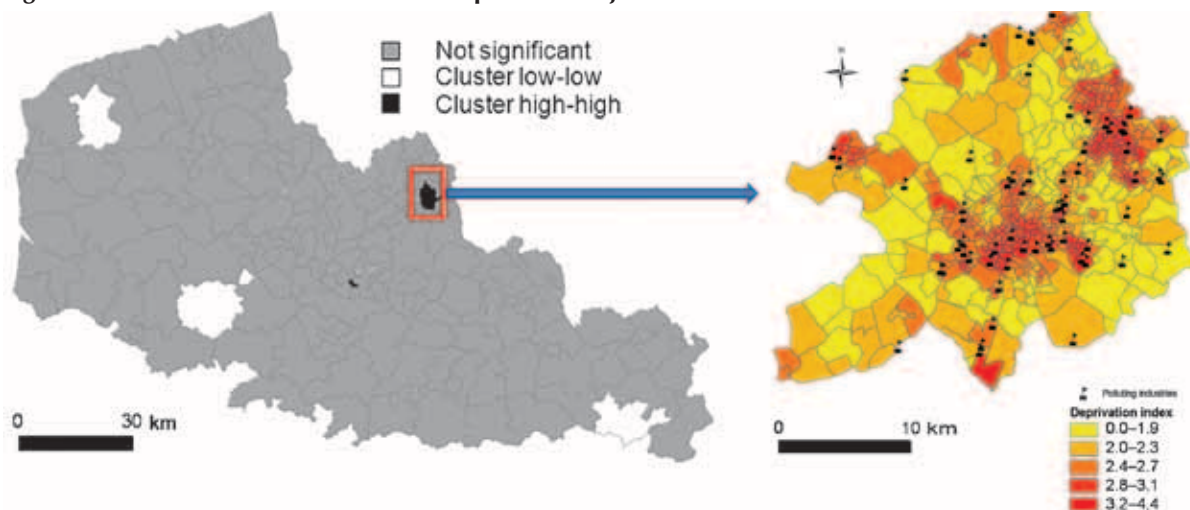 Not significant
Cluster low-low
Cluster high-high
0 30 km
N
0 10 km
Polluting industries
Deprivation index
0.0–1.9
2.0–2.3
2.4–2.7
2.8–3.1
3.2–4.4